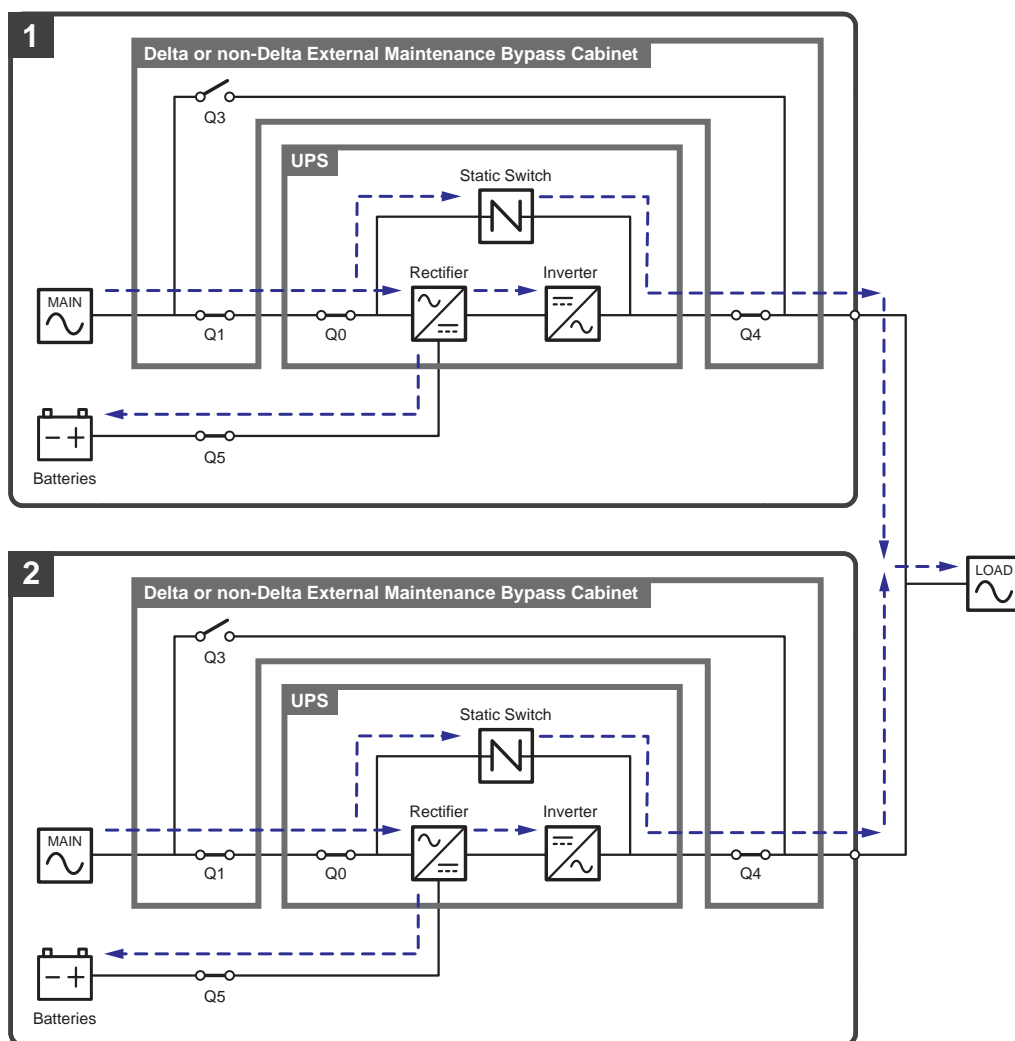 1
Delta or non-Delta External Maintenance Bypass Cabinet
Q3
UPS
Static Switch
Rectifier
Inverter
MAIN
Q1
Q0
Q4
Batteries
Q5
2
Delta or non-Delta External Maintenance Bypass Cabinet
LOAD
Q3
UPS
Static Switch
Rectifier
Inverter
MAIN
Q1
Q0
Q4
Batteries
Q5